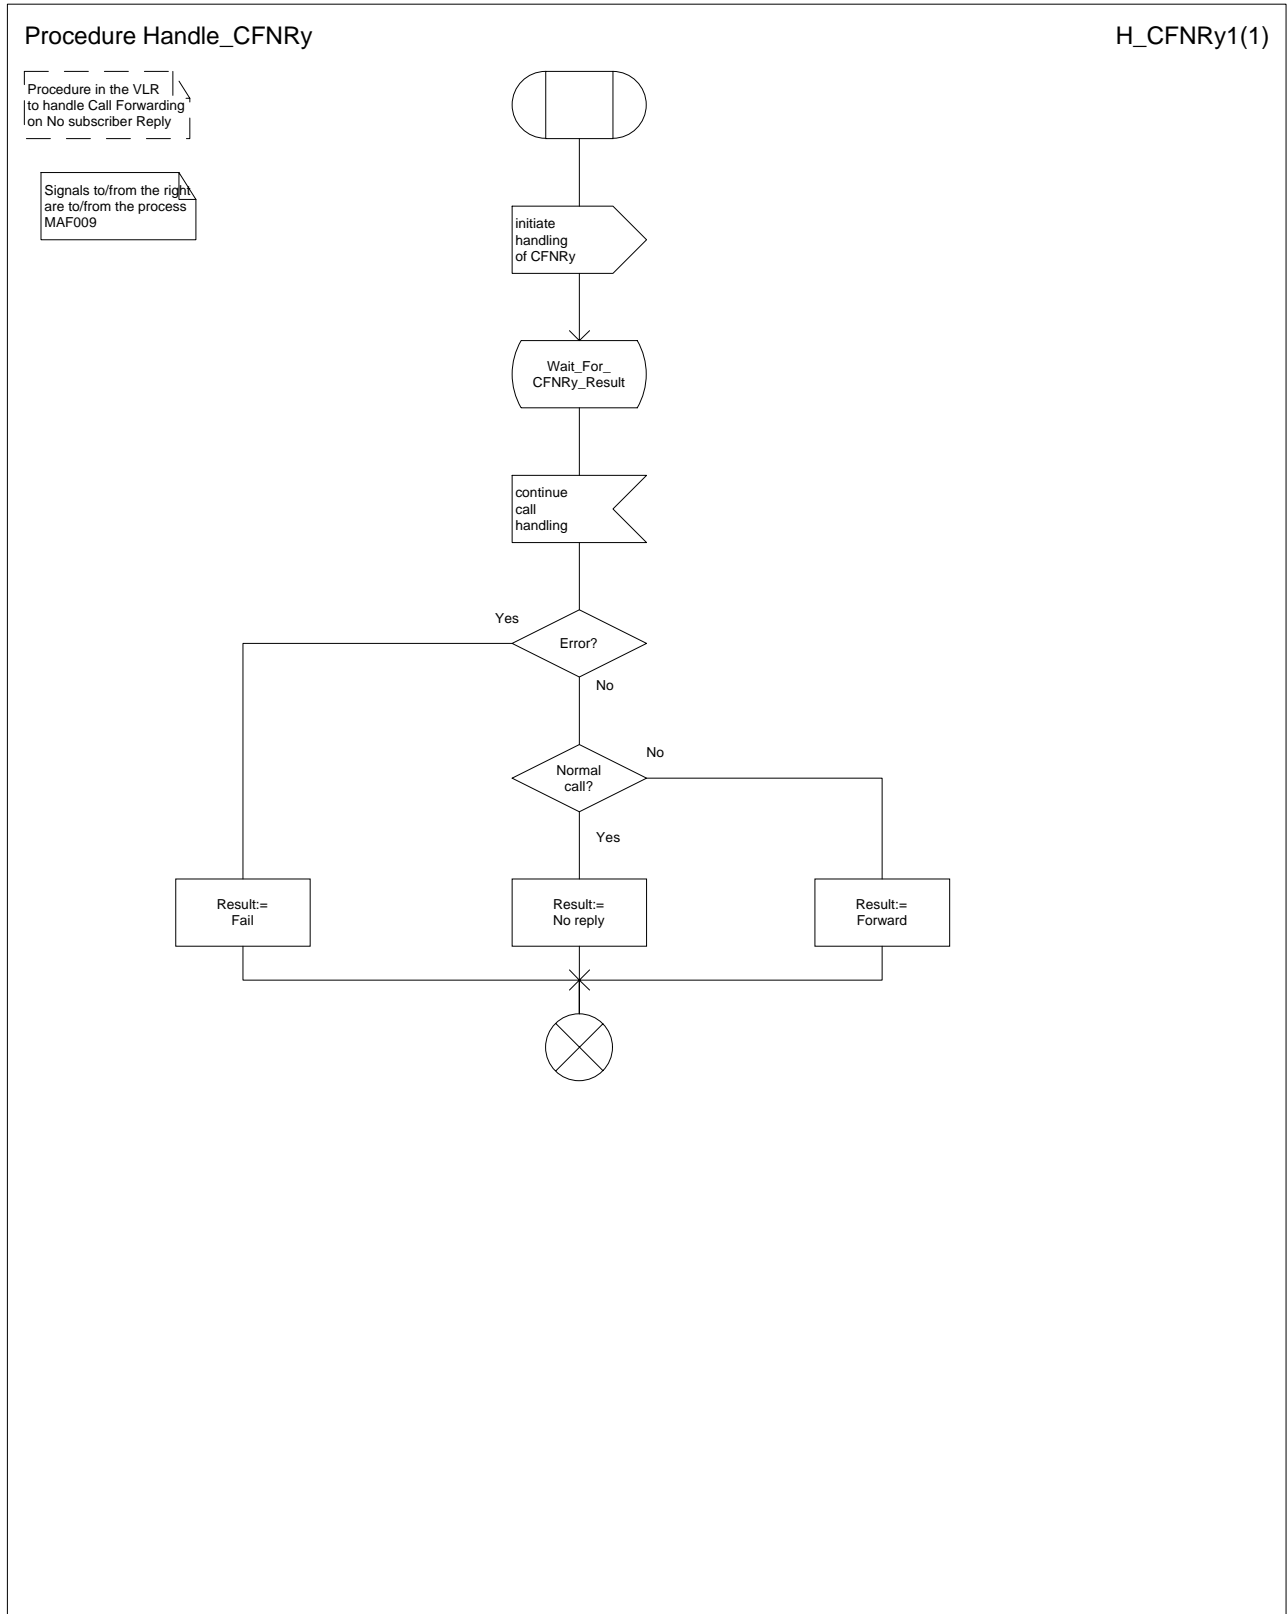 Procedure Handle_CFNRy
H_CFNRy1(1)
Procedure in the VLR
to handle Call Forwarding
on No subscriber Reply
Signals to/from the right
are to/from the process
MAF009
initiate
handling
of CFNRy
Wait_For_
CFNRy_Result
continue
call
handling
Yes
Error?
No
No
Normal
call?
Yes
Result:=
Fail
Result:=
No reply
Result:=
Forward